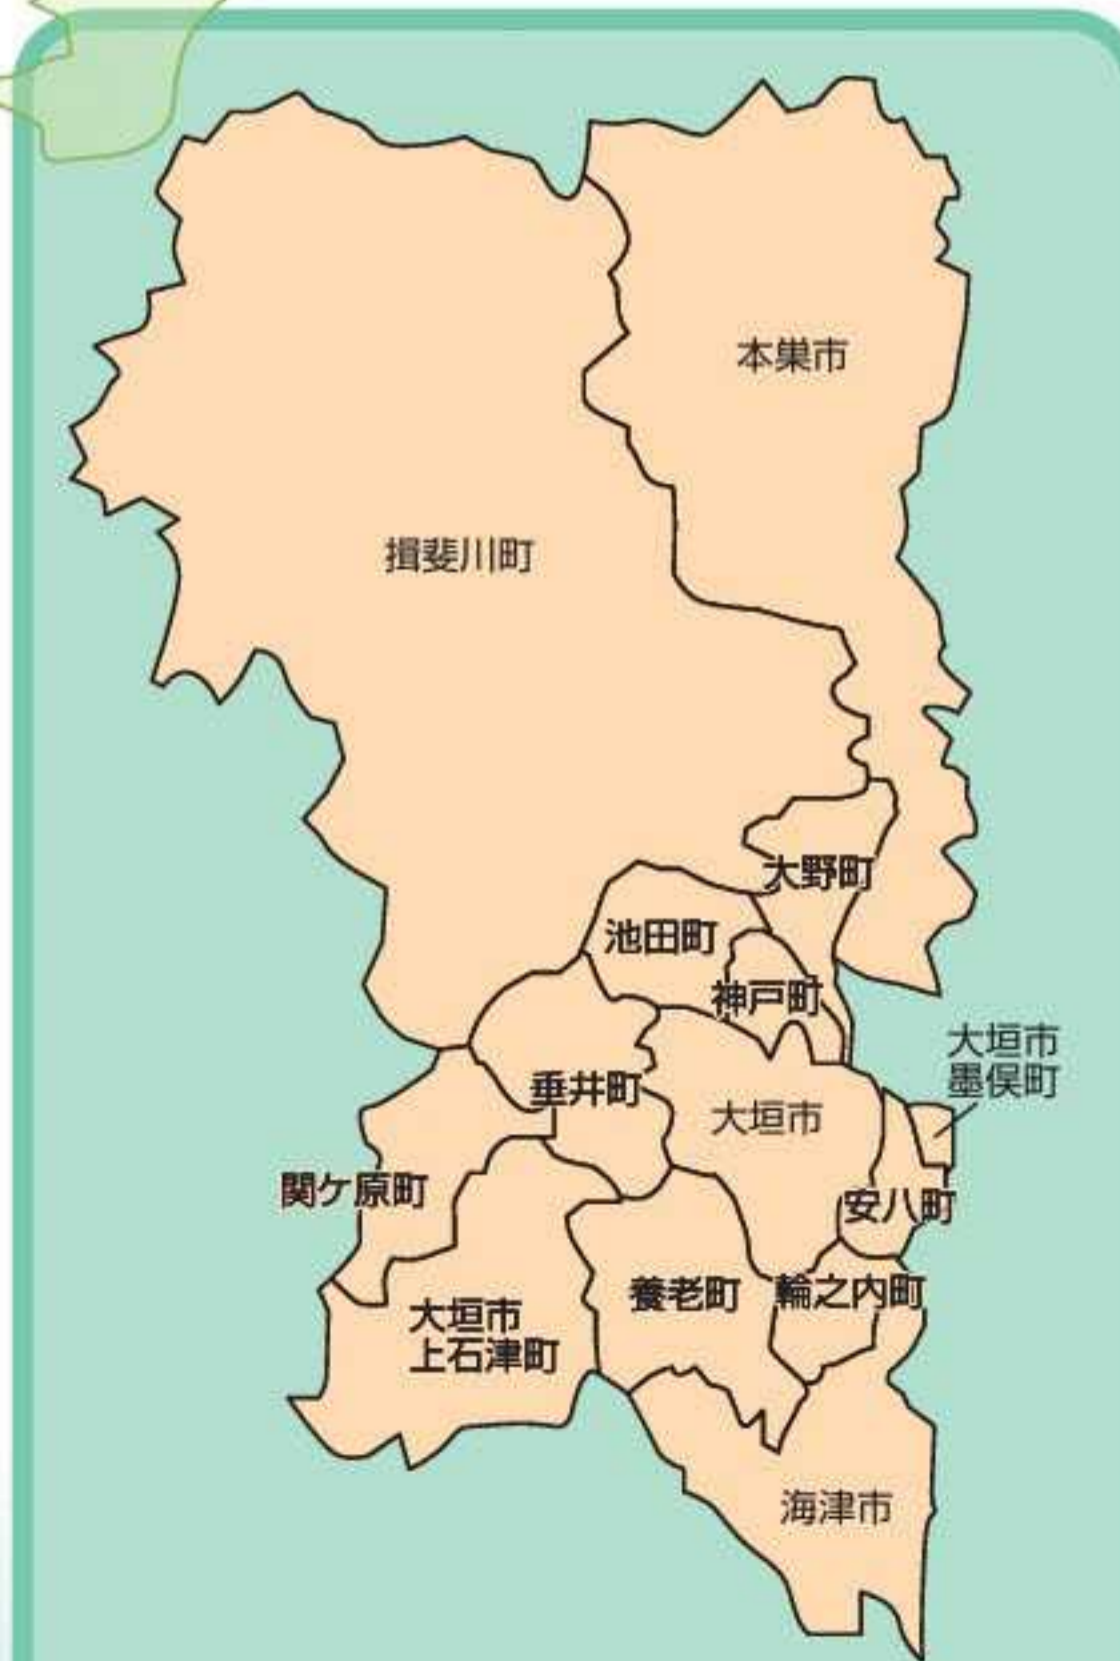 本巣市
揖斐川町
大野町
池田町
神戸町
大垣市
墨俣町
垂井町
大垣市
関ケ原町
安八町
養老町
輪之内町
大垣市
上石津町
海津市